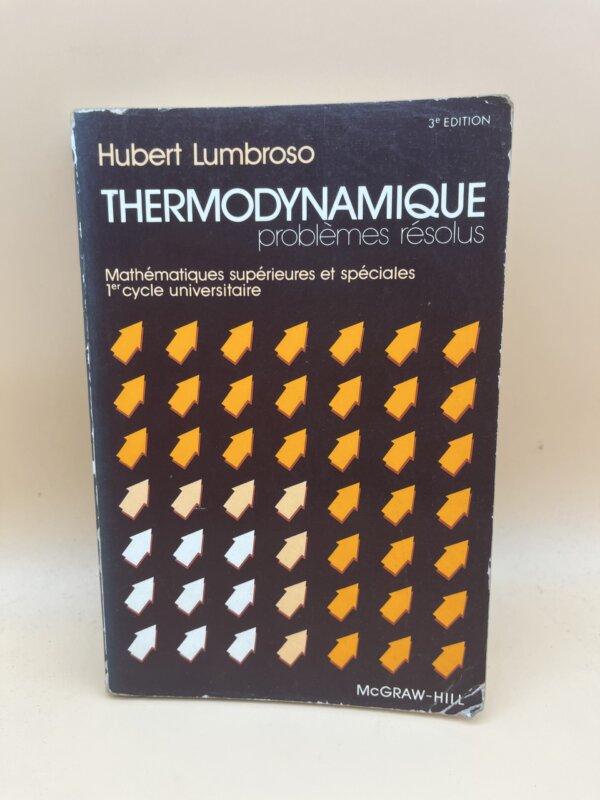 3e EDITION
Hubert Lumbroso
THERMODYNAMIQUE
problèmes résolus
Mathématiques supérieures et spéciales
1er cycle universitaire
McGRAW-HILL